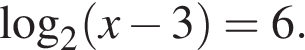 log₂(x − 3) = 6.